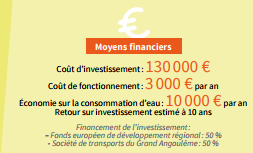 €
Moyens financiers
Coût d'investissement : 130 000 €
Coût de fonctionnement : 3 000 € par an
Économie sur la consommation d'eau : 10 000 € par an
Retour sur investissement estimé à 10 ans
Financement de l'investissement :
- Fonds européen de développement régional : 50 %
- Société de transports du Grand Angoulême : 50 %